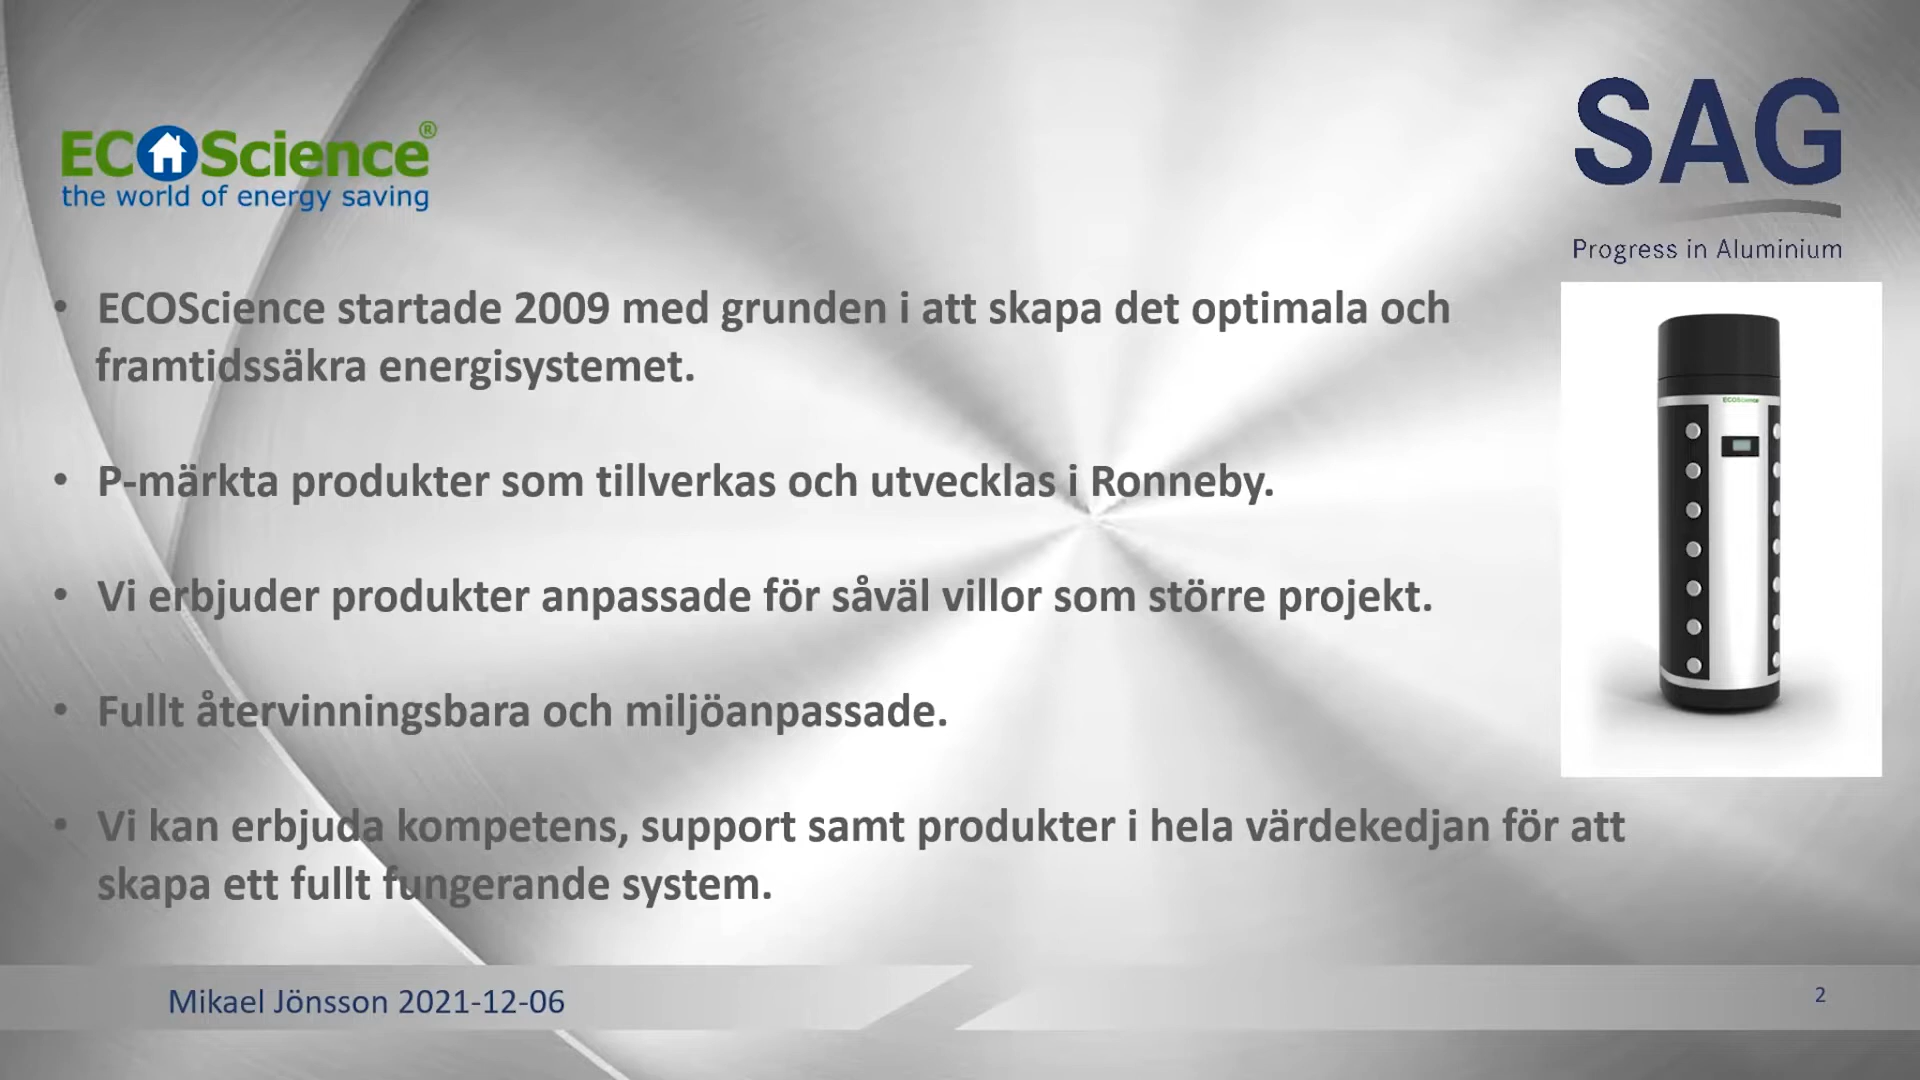 ECOScience®
the world of energy saving
SAG
Progress in Aluminium
• ECOScience startade 2009 med grunden i att skapa det optimala och
framtidssäkra energisystemet.
• P-märkta produkter som tillverkas och utvecklas i Ronneby.
• Vi erbjuder produkter anpassade för såväl villor som större projekt.
• Fullt återvinningsbara och miljöanpassade.
• Vi kan erbjuda kompetens, support samt produkter i hela värdekedjan för att
skapa ett fullt fungerande system.
ECOScience
Mikael Jönsson 2021-12-06
2